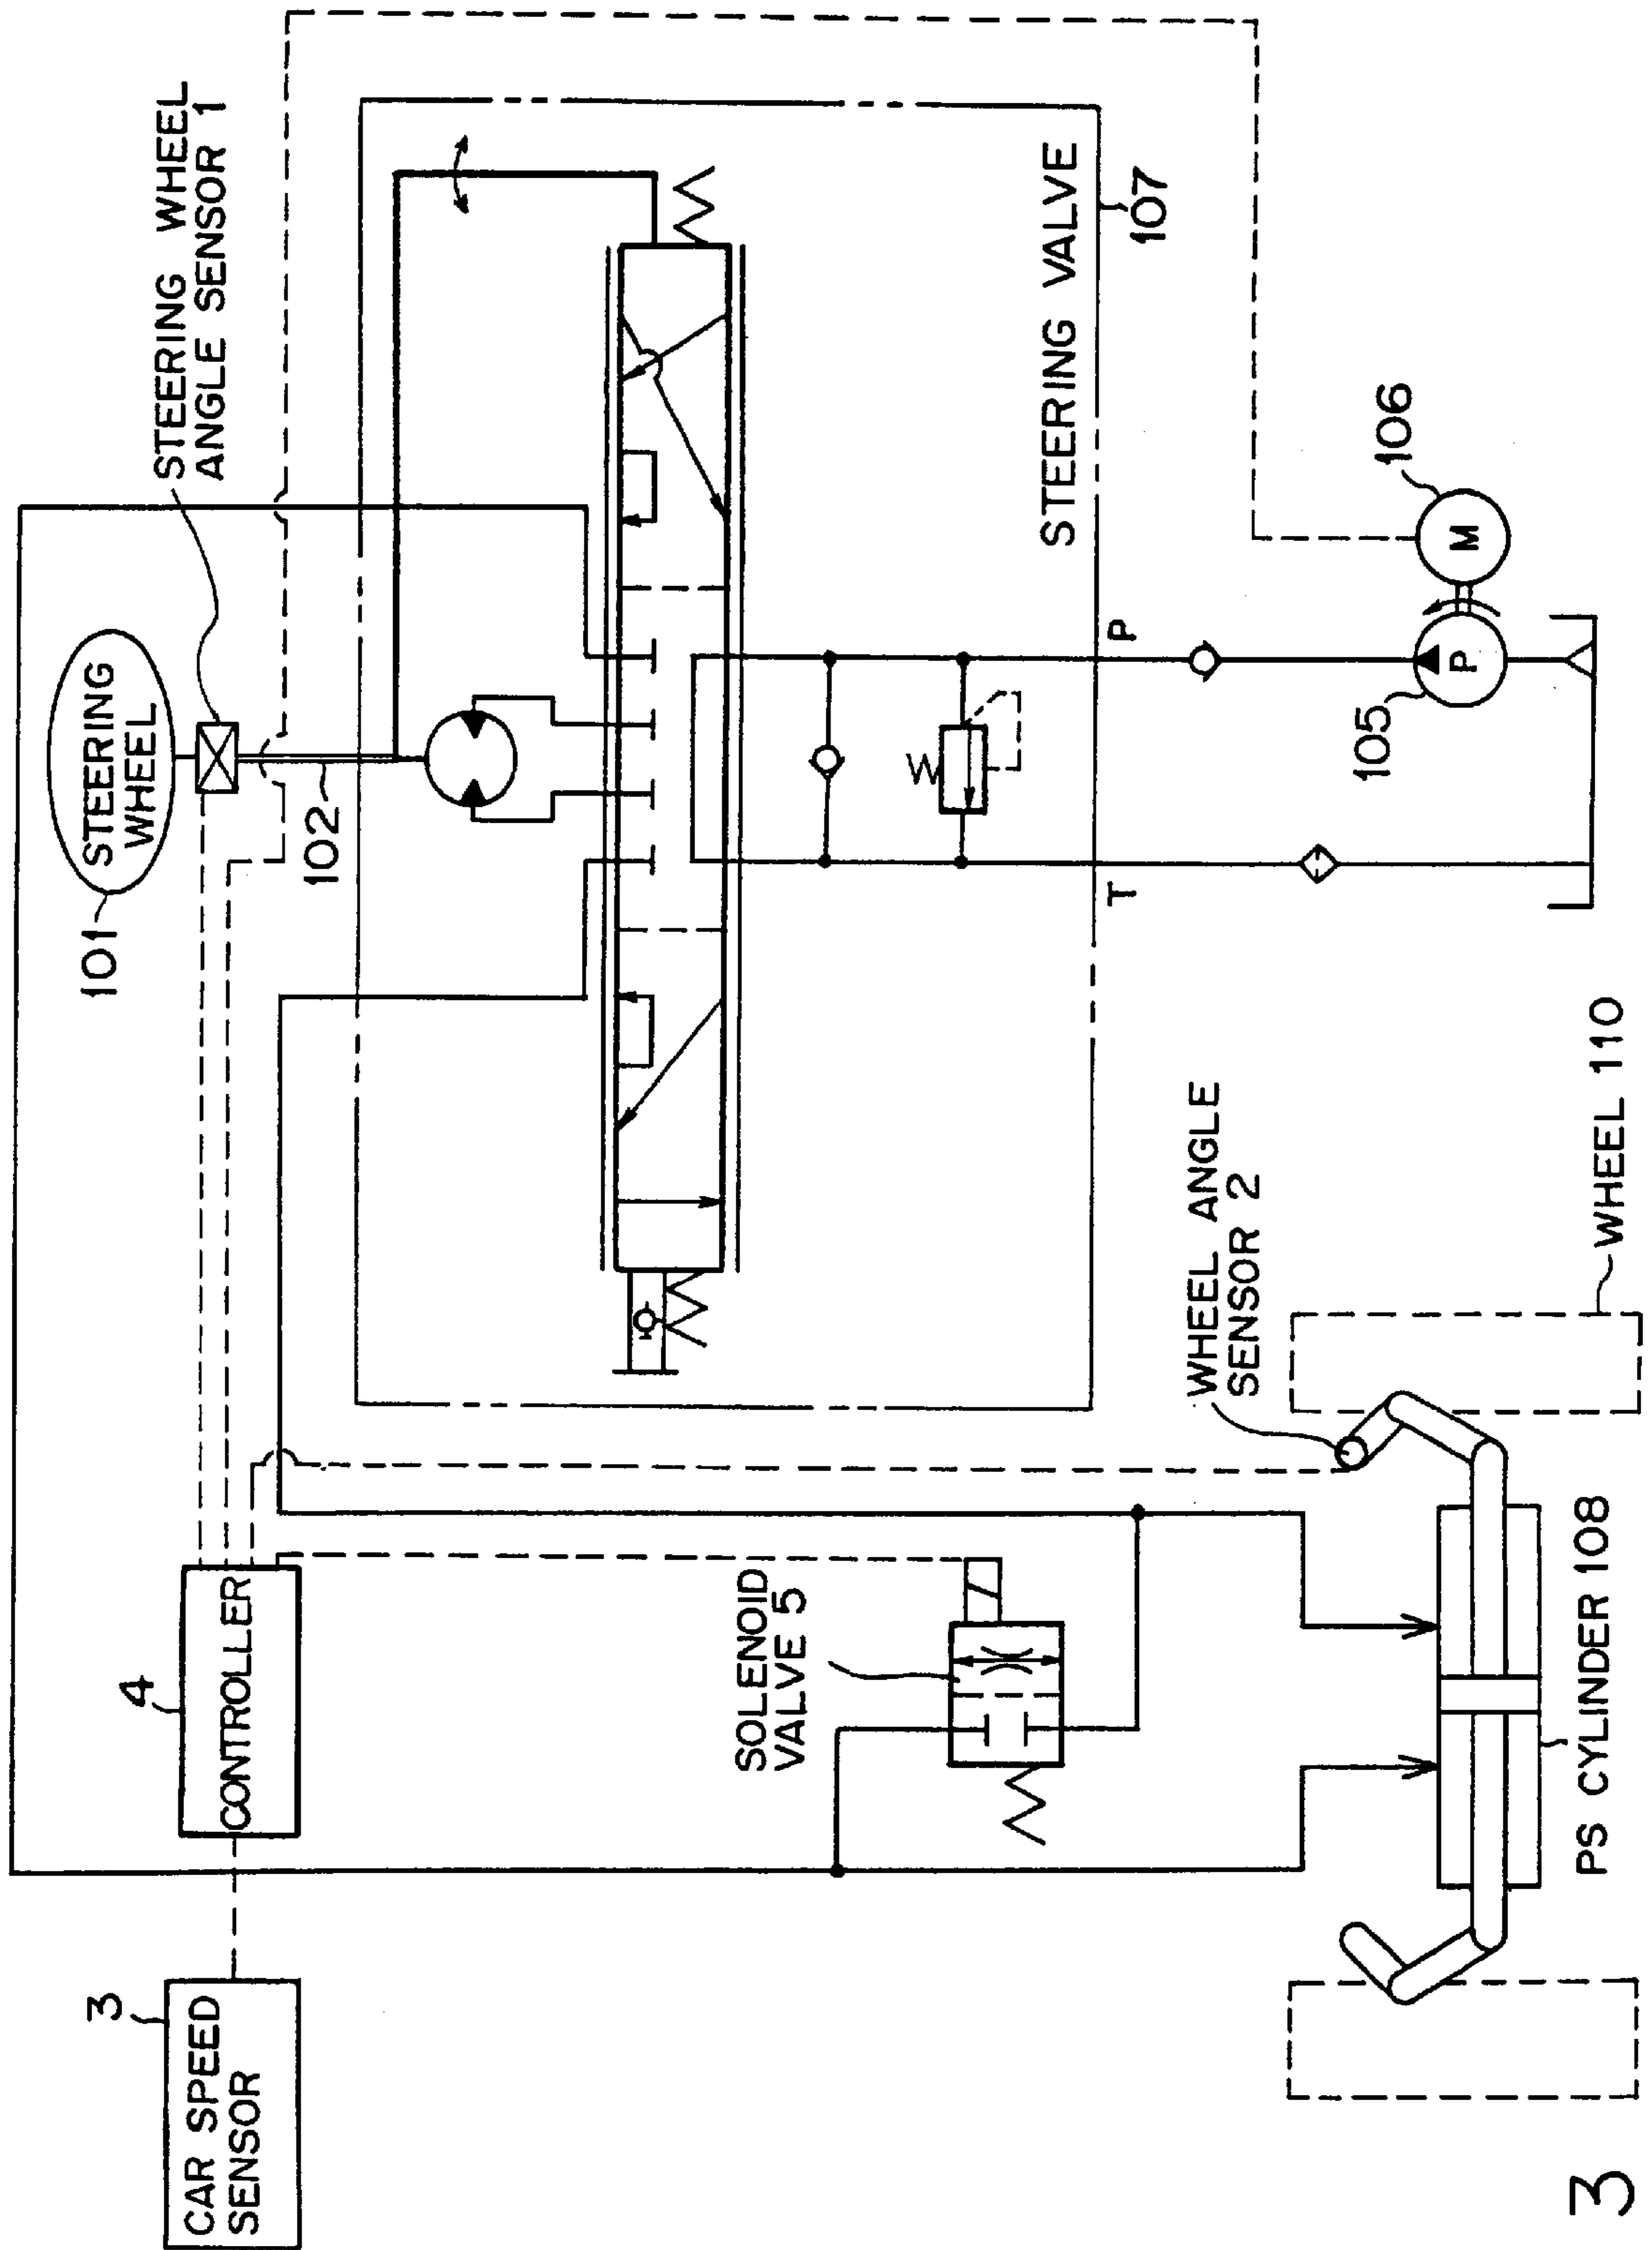 3
CAR SPEED
SENSOR
4
CONTROLLER
SOLENOID
VALVE 5
PS CYLINDER 108
WHEEL ANGLE
SENSOR 2
WHEEL 110
101
STEERING
WHEEL
102
STEERING WHEEL
ANGLE SENSOR 1
STEERING VALVE
107
T
P
105
P
M
106
3